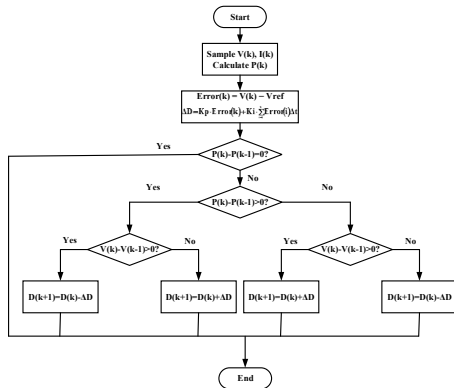 Start
Sample V(k), I(k)
Calculate P(k)
Error(k) = V(k) − Vref
ΔD=Kp·Error(k)+Ki·∑Error(i)Δt
Yes
P(k)-P(k-1)=0?
No
Yes
P(k)-P(k-1)>0?
No
Yes
V(k)-V(k-1)>0?
No
Yes
V(k)-V(k-1)>0?
No
D(k+1)=D(k)-ΔD
D(k+1)=D(k)+ΔD
D(k+1)=D(k)+ΔD
D(k+1)=D(k)-ΔD
End